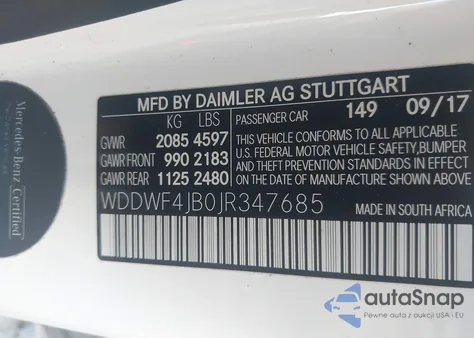 MFD BY DAIMLER AG STUTTGART
KG LBS PASSENGER CAR 149 09/17
GVWR 2085 4597
GAWR FRONT 990 2183
GAWR REAR 1125 2480
THIS VEHICLE CONFORMS TO ALL APPLICABLE
U.S. FEDERAL MOTOR VEHICLE SAFETY,BUMPER
AND THEFT PREVENTION STANDARDS IN EFFECT
ON THE DATE OF MANUFACTURE SHOWN ABOVE
WDDWF4JB0JR347685 MADE IN SOUTH AFRICA
Mercedes-Benz Certified
autoSnap
Pewne auta z aukcji USA i EU